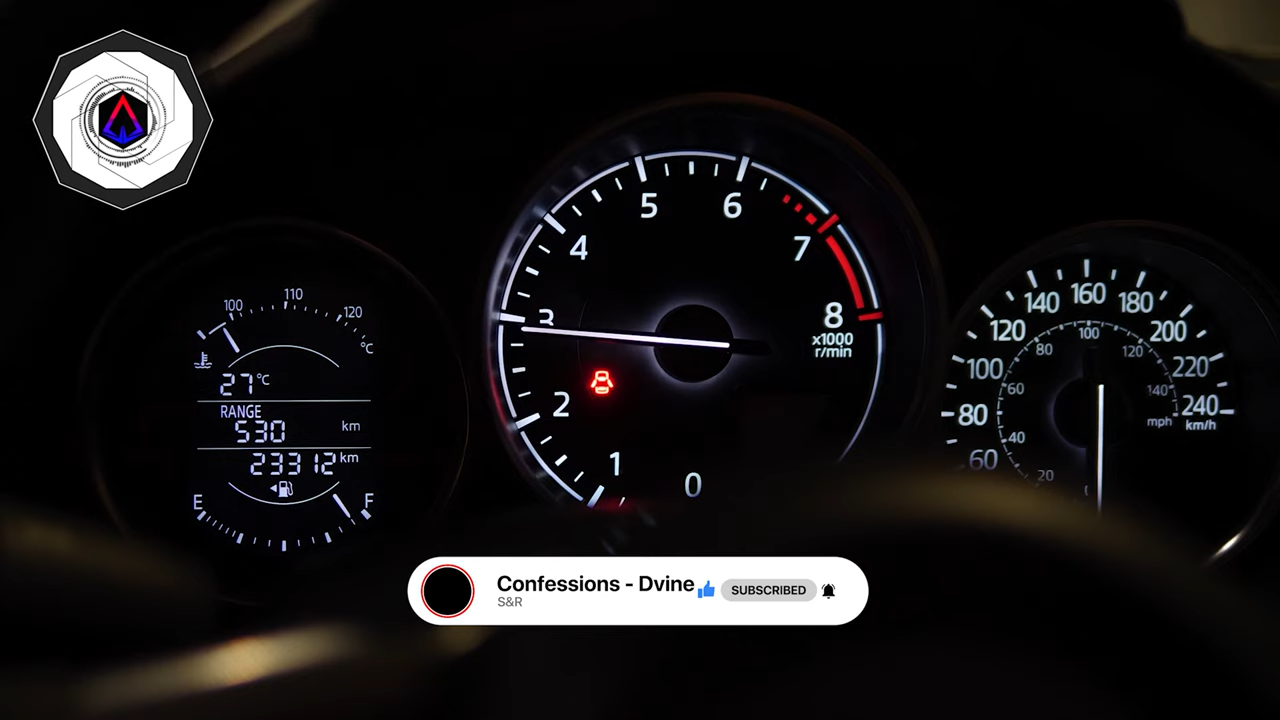 100
110
120
°C
27°C
RANGE
530 km
23312 km
E
F
0
1
2
3
4
5
6
7
8
x1000
r/min
60
80
100
120
140
160
180
200
220
240
km/h
20
40
60
80
100
120
140
mph
Confessions - Dvine
S&R
SUBSCRIBED